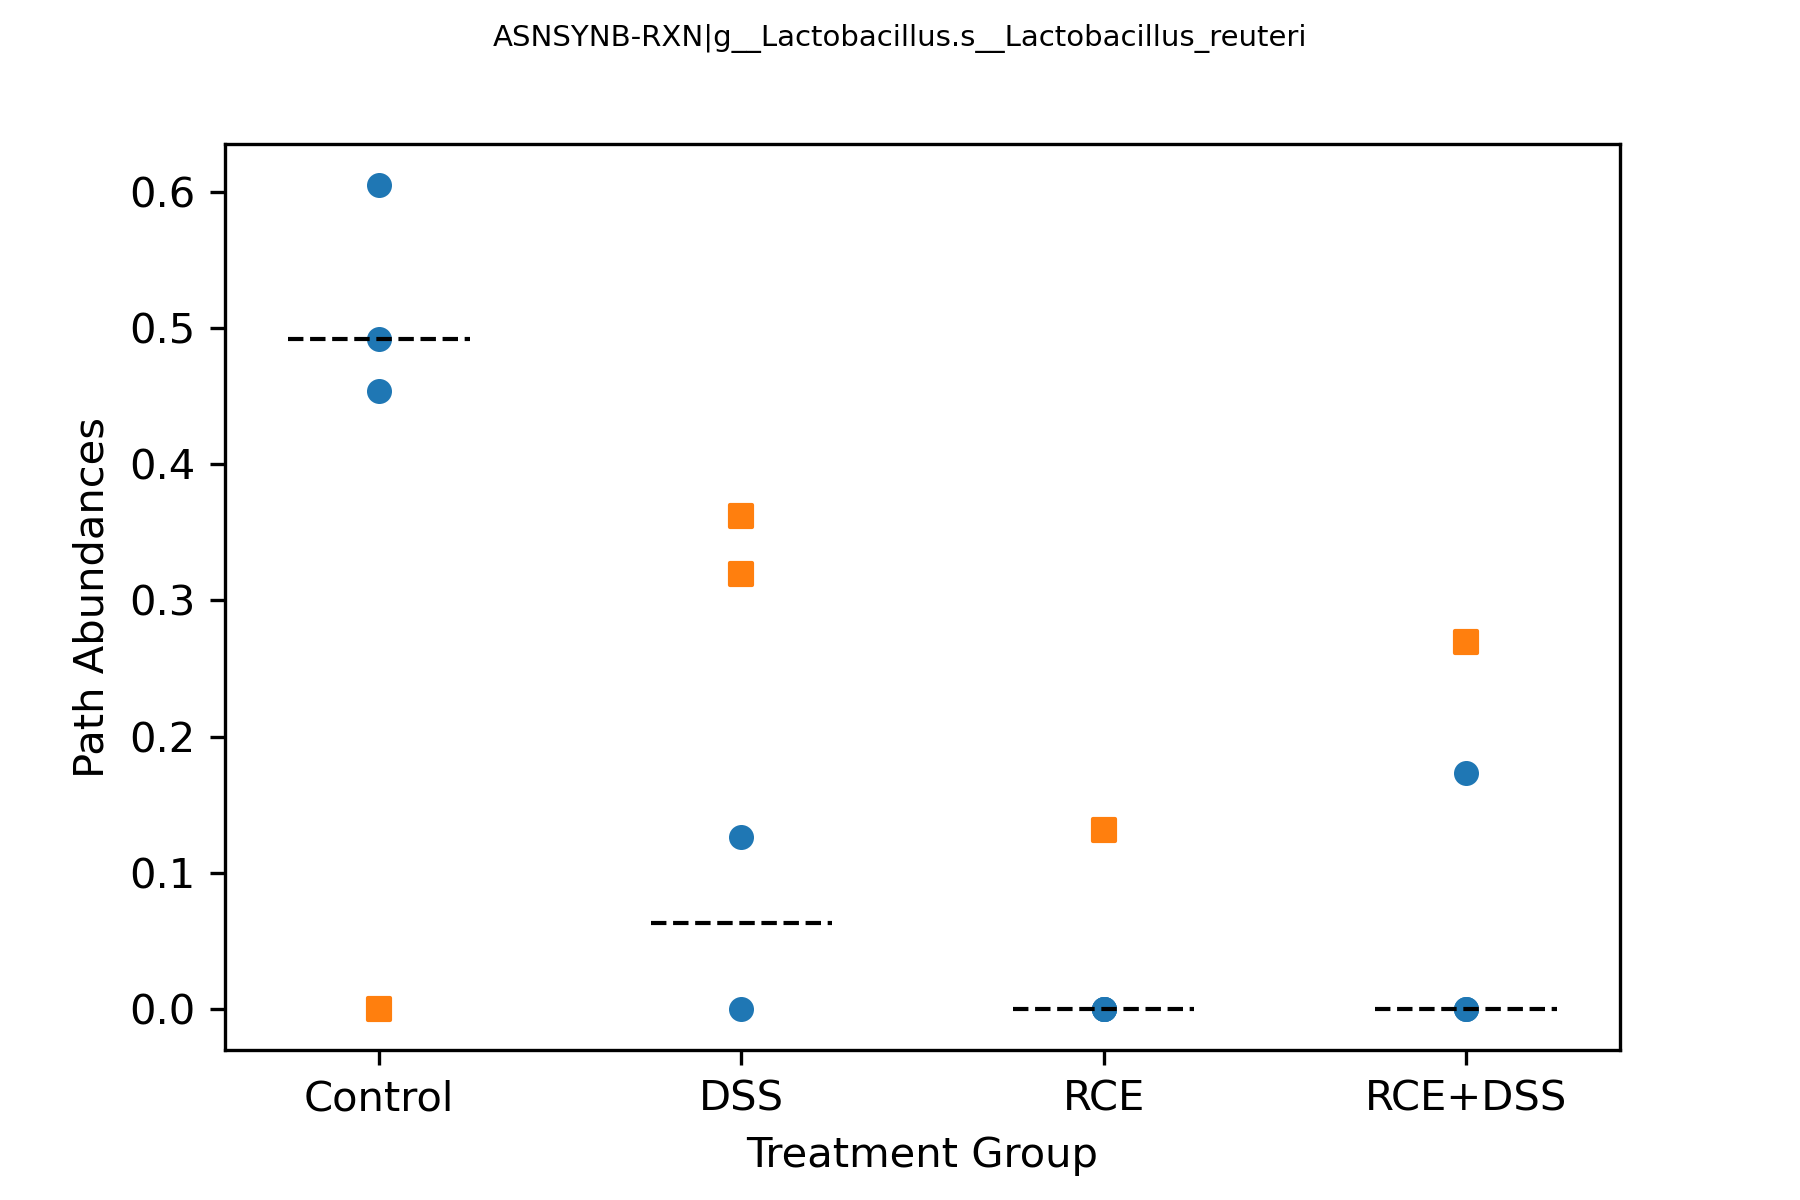 ASNSYNB-RXN|g__Lactobacillus.s__Lactobacillus_reuteri
0.6
0.5
0.4
0.3
0.2
0.1
0.0
Path Abundances
Control DSS RCE RCE+DSS
Treatment Group